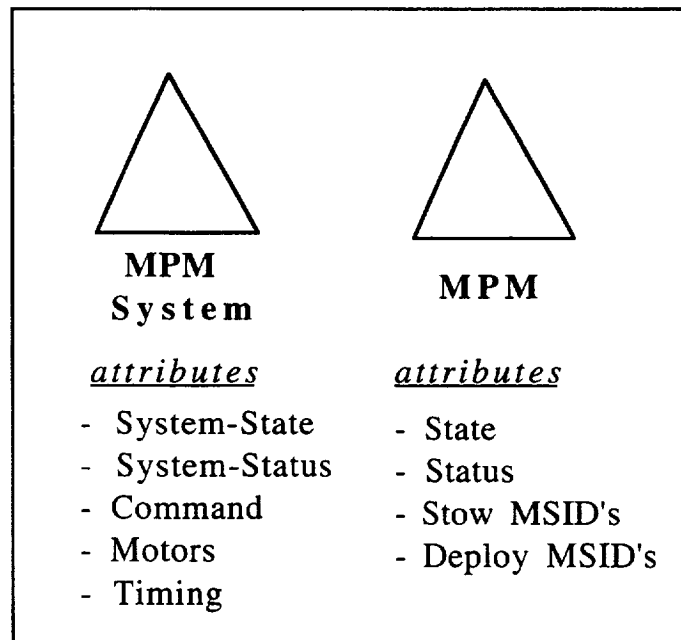 MPM
System
attributes
- System-State
- System-Status
- Command
- Motors
- Timing
MPM
attributes
- State
- Status
- Stow MSID's
- Deploy MSID's